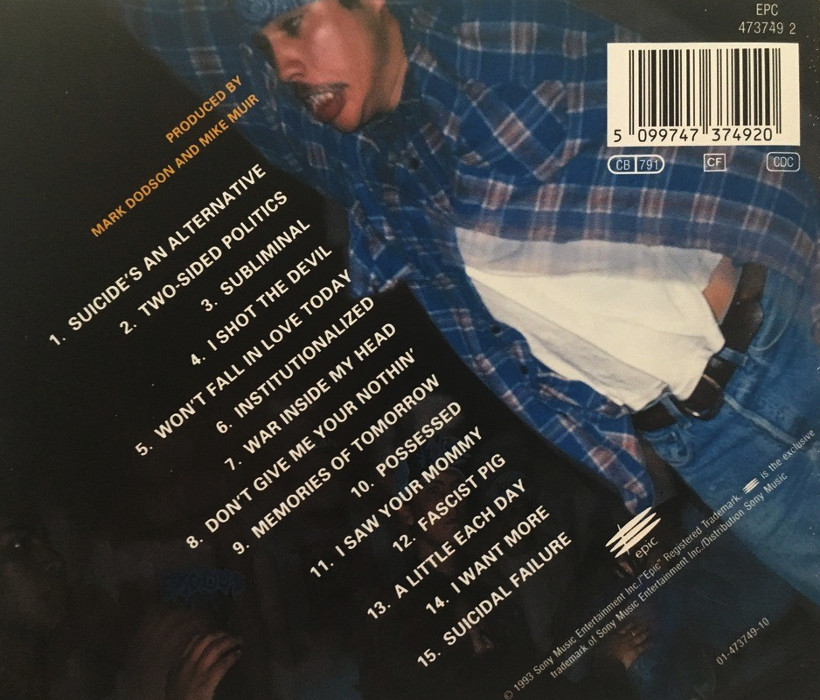 EPC
473749 2
5 099747 374920
CB 791
CF
CDC
PRODUCED BY
MARK DODSON AND MIKE MUIR
1. SUICIDE'S AN ALTERNATIVE
2. TWO-SIDED POLITICS
3. SUBLIMINAL
4. I SHOT THE DEVIL
5. WON'T FALL IN LOVE TODAY
6. INSTITUTIONALIZED
7. WAR INSIDE MY HEAD
8. DON'T GIVE ME YOUR NOTHIN'
9. MEMORIES OF TOMORROW
10. POSSESSED
11. I SAW YOUR MOMMY
12. FASCIST PIG
13. A LITTLE EACH DAY
14. I WANT MORE
15. SUICIDAL FAILURE
epic
© 1993 Sony Music Entertainment Inc./"Epic" Registered Trademark. is the exclusive
trademark of Sony Music Entertainment Inc./Distribution Sony Music
01-473749-10